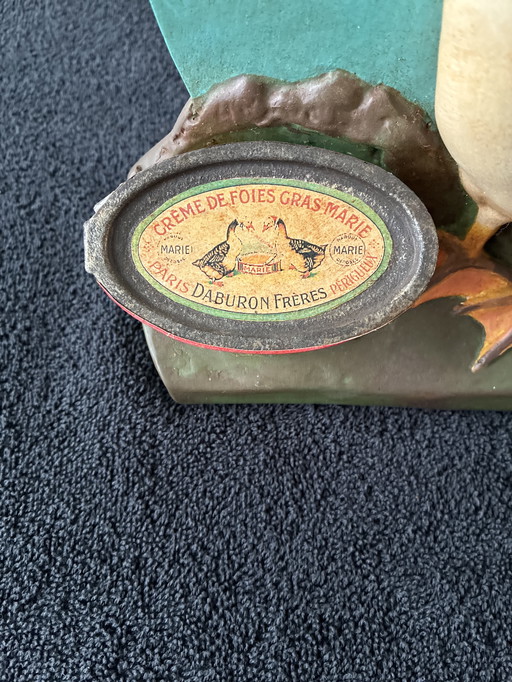 CRÈME DE FOIES GRAS MARIE
MARIE
MARIE
MARIE
PARIS DABURON FRÈRES PÉRIGUEUX